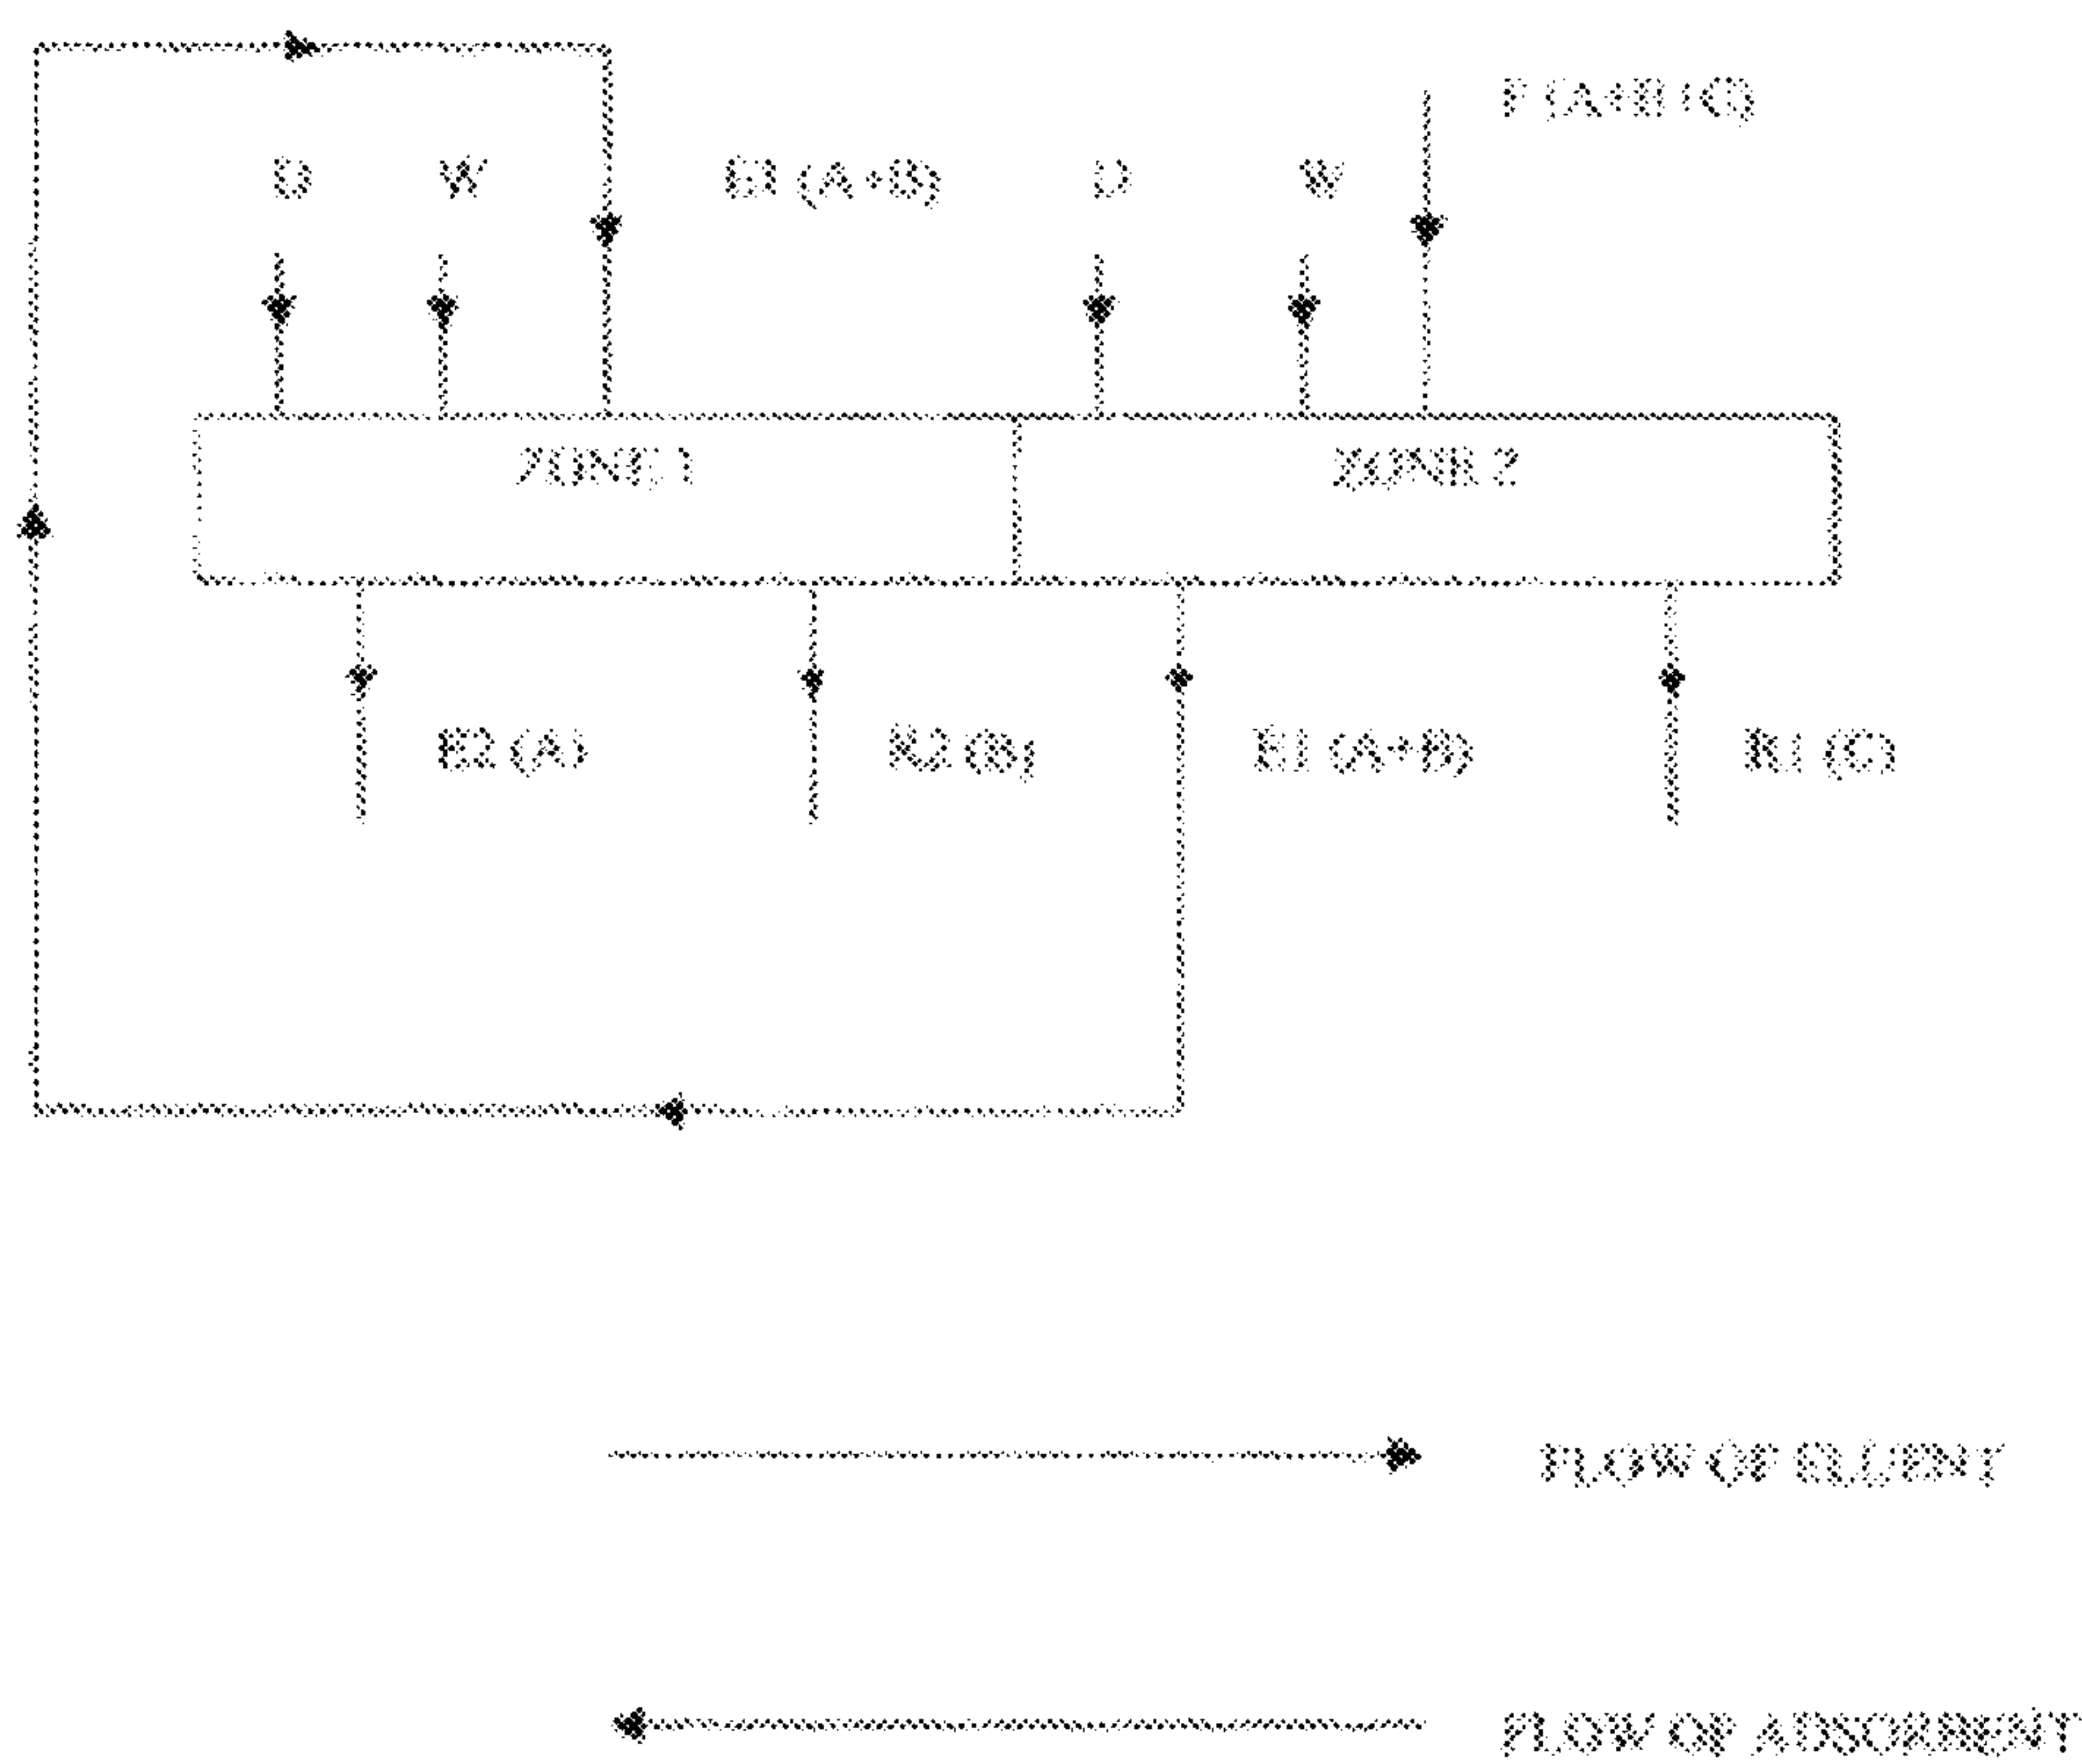 F (A+B+C)
D W E1 (A+B) D W
ZONE 1 ZONE 2
E2 (A) R2 (B) E1 (A+B) R1 (C)
FLOW OF ELUENT
FLOW OF ADSORBENT